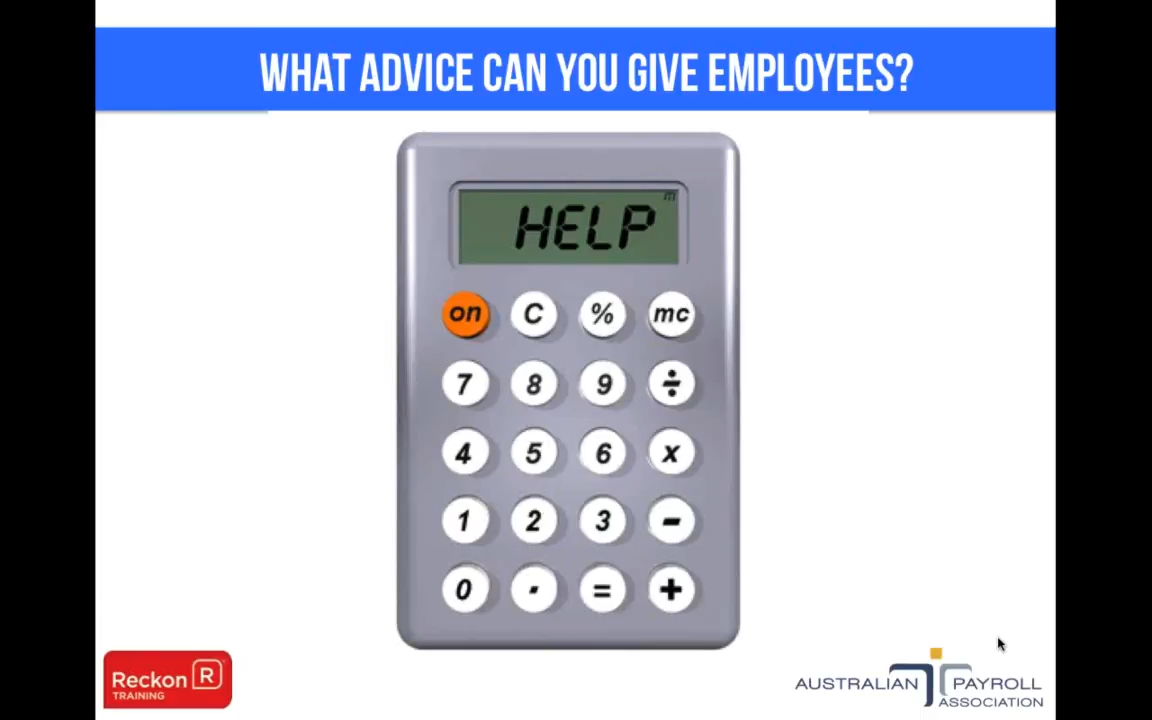 WHAT ADVICE CAN YOU GIVE EMPLOYEES?
m
HELP
on C % mc
7 8 9 ÷
4 5 6 x
1 2 3 -
0 . = +
Reckon R
TRAINING
AUSTRALIAN PAYROLL
ASSOCIATION